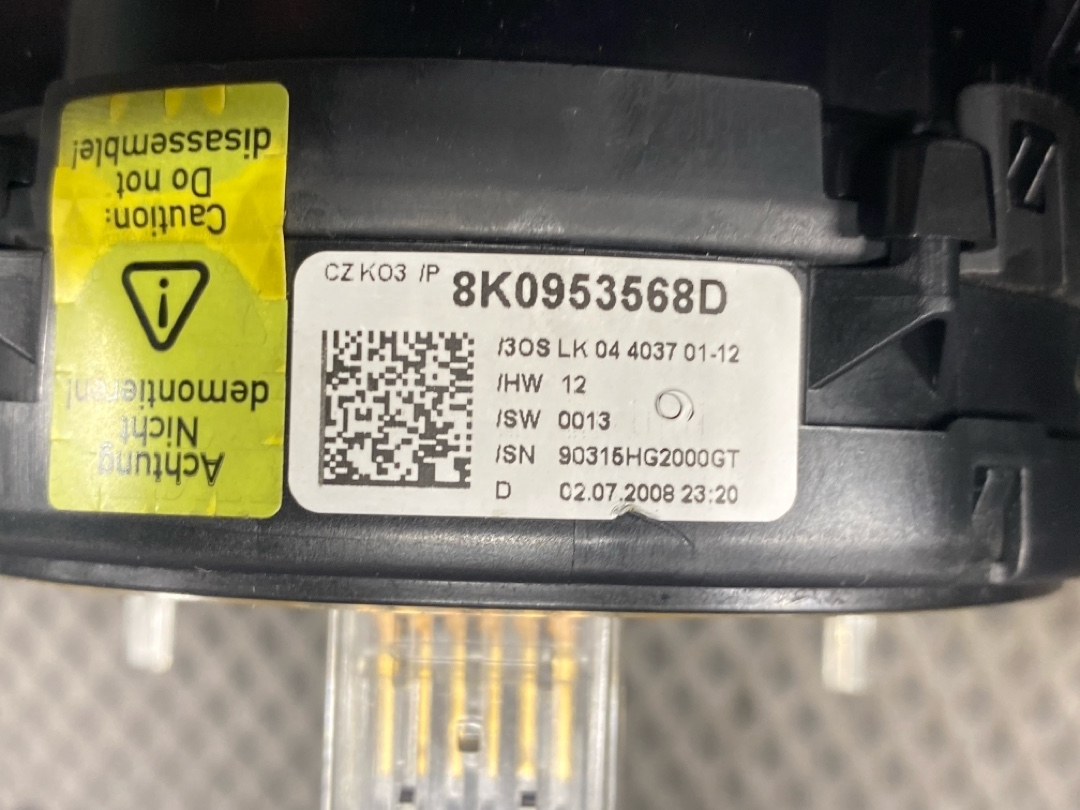 Caution:
Do not
disassemble!
Achtung
Nicht
demontieren!
CZ K03 /P 8K0953568D
/3OS LK 04 4037 01-12
/HW 12
/SW 0013
/SN 90315HG2000GT
D 02.07.2008 23:20